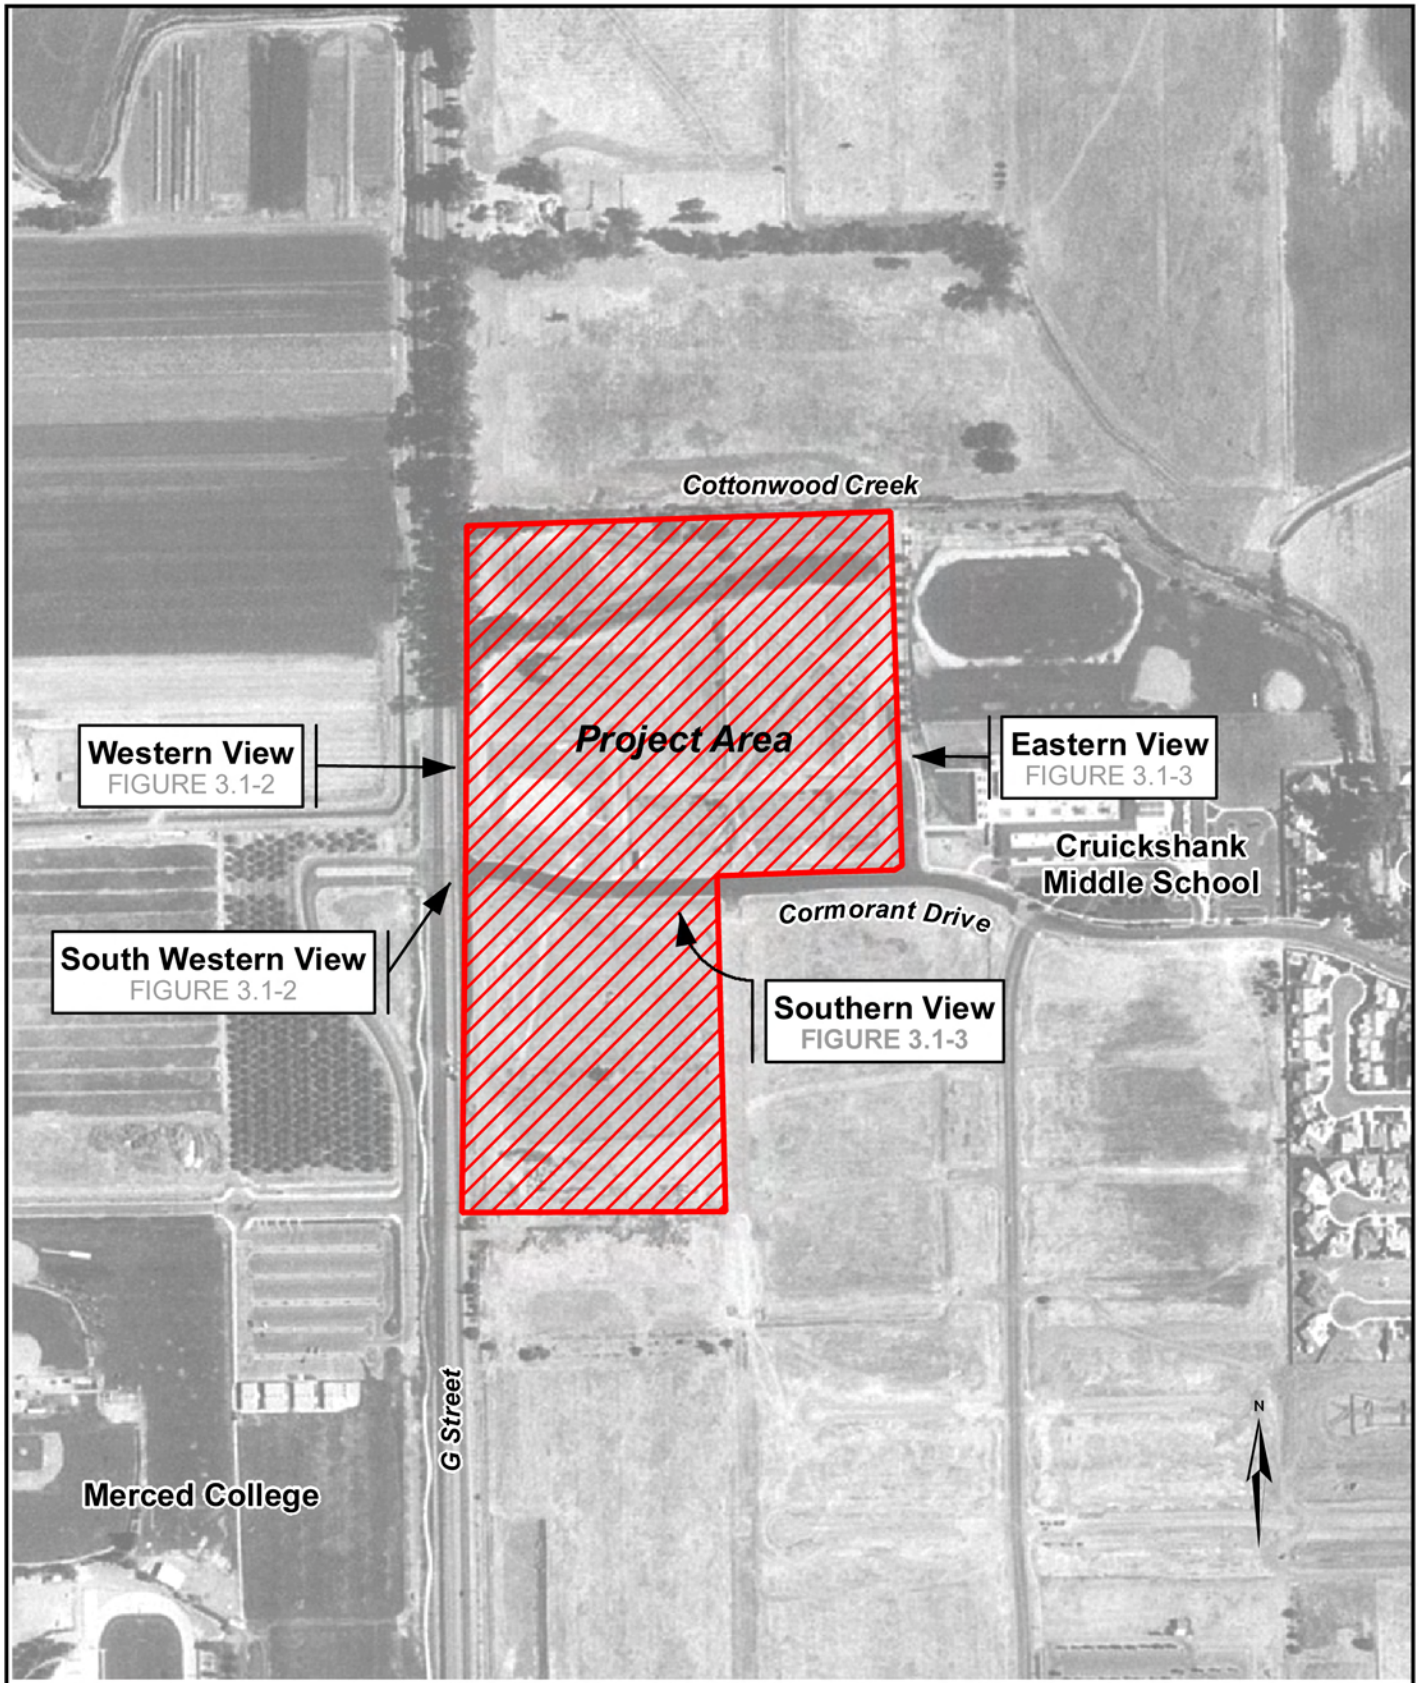 Cottonwood Creek
Project Area
Western View
FIGURE 3.1-2
Eastern View
FIGURE 3.1-3
Cruickshank
Middle School
Cormorant Drive
South Western View
FIGURE 3.1-2
Southern View
FIGURE 3.1-3
G Street
N
Merced College